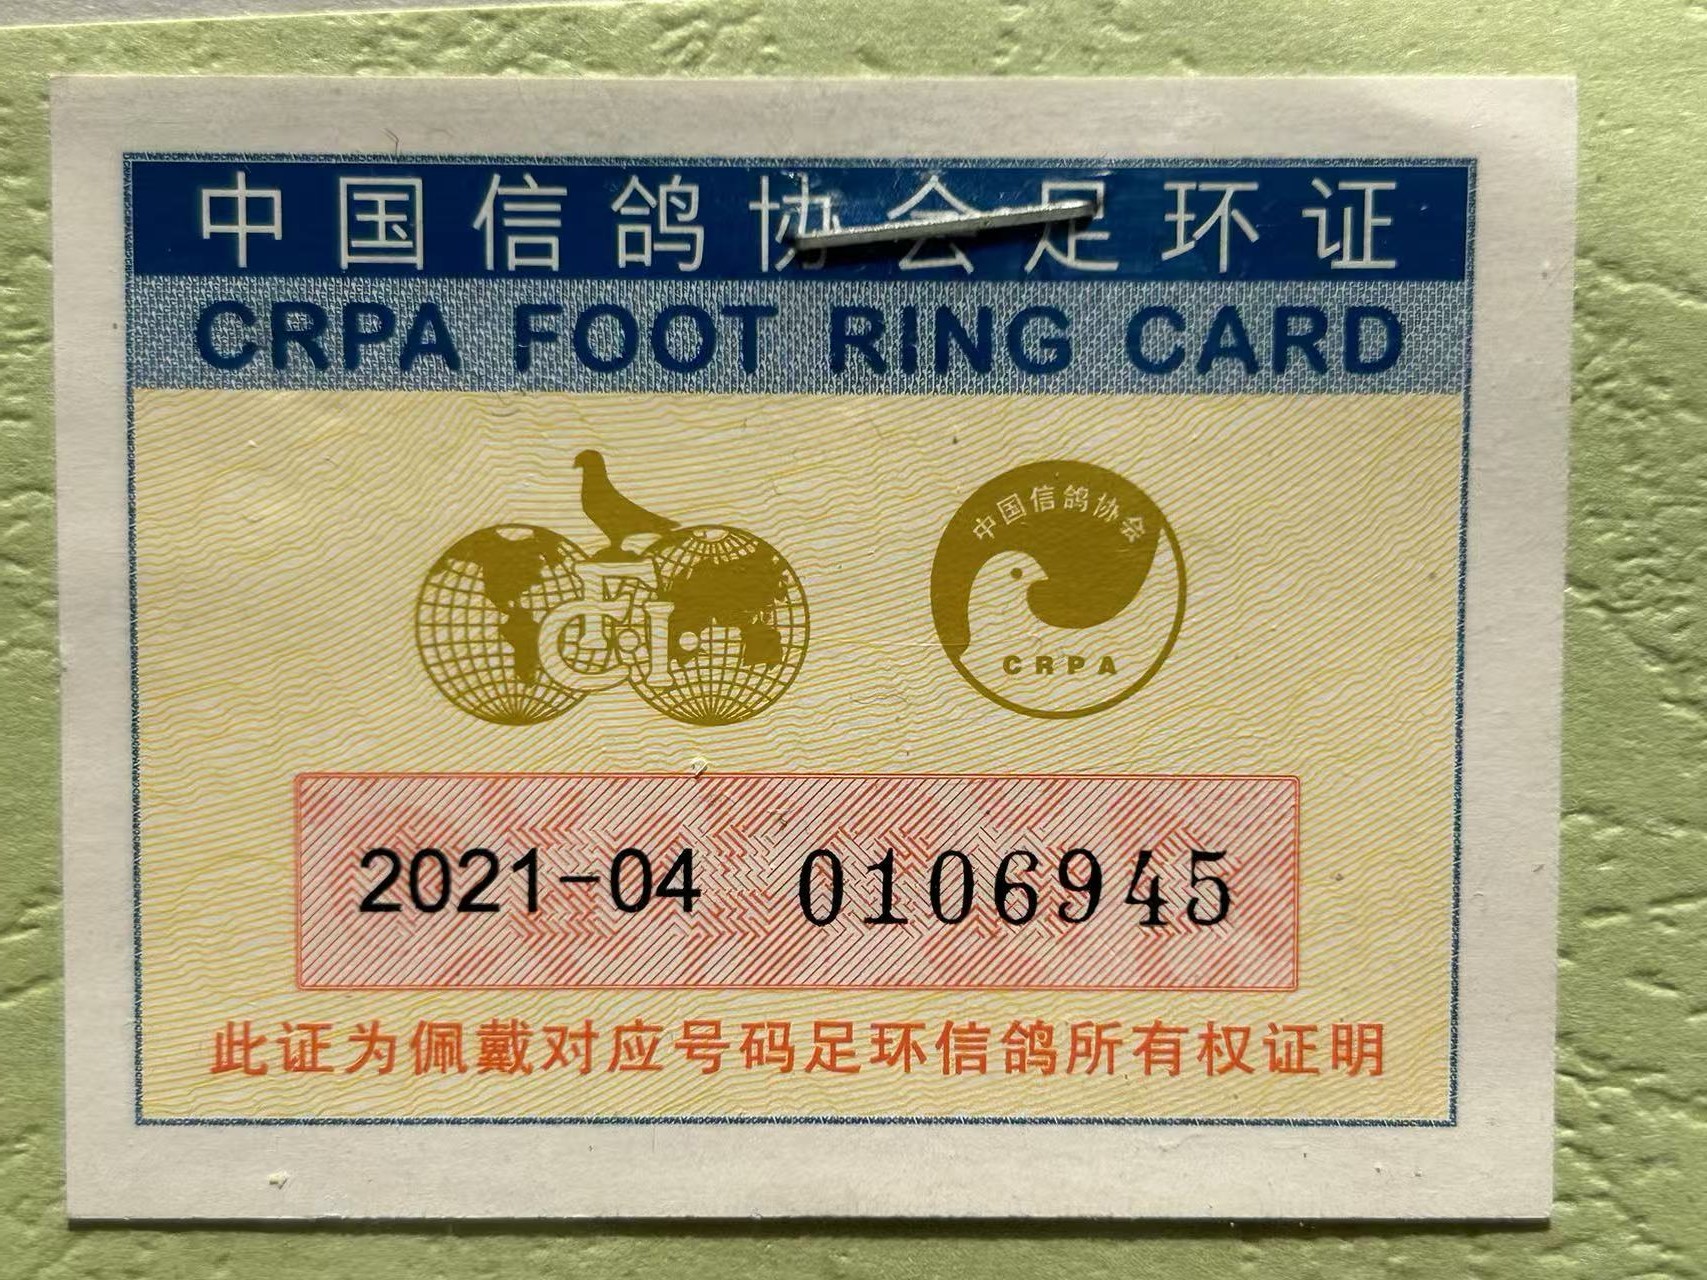 中国信鸽协会足环证
CRPA FOOT RING CARD
F
C.I.
中国信鸽协会
CRPA
2021-04 0106945
此证为佩戴对应号码足环信鸽所有权证明